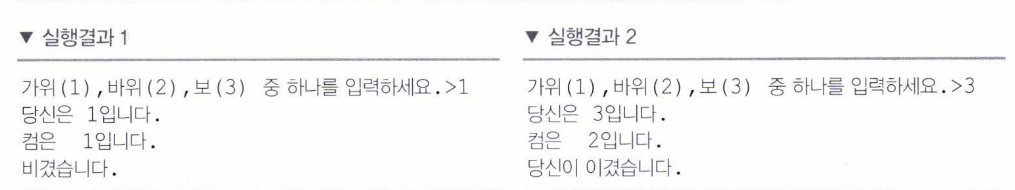 ▼ 실행결과 1
가위(1),바위(2),보(3) 중 하나를 입력하세요.>1
당신은 1입니다.
컴은 1입니다.
비겼습니다.
▼ 실행결과 2
가위(1),바위(2),보(3) 중 하나를 입력하세요.>3
당신은 3입니다.
컴은 2입니다.
당신이 이겼습니다.